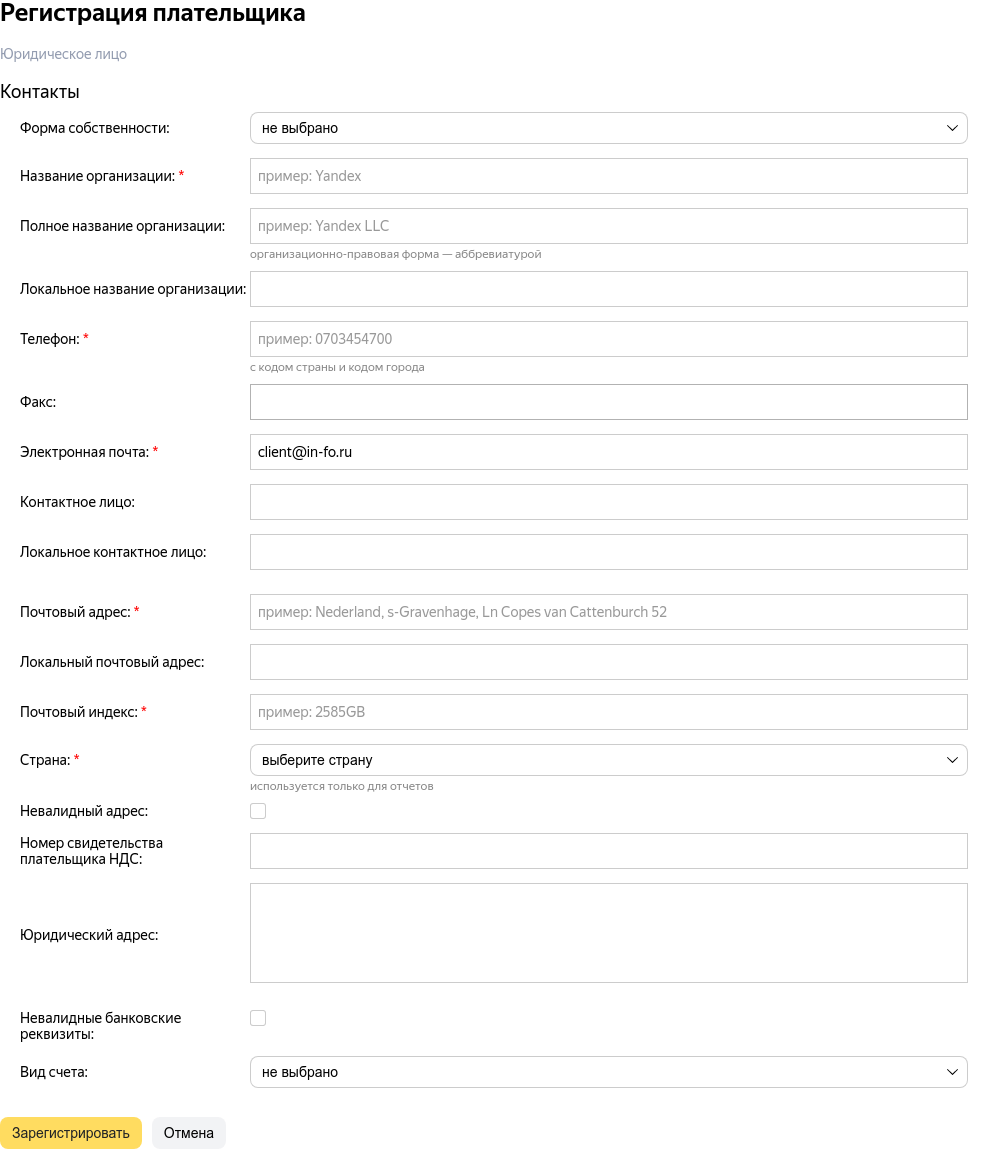 Регистрация плательщика
Юридическое лицо
Контакты
Форма собственности: не выбрано
Название организации: * пример: Yandex
Полное название организации: пример: Yandex LLC
организационно-правовая форма — аббревиатурой
Локальное название организации:
Телефон: * пример: 0703454700
с кодом страны и кодом города
Факс:
Электронная почта: * client@in-fo.ru
Контактное лицо:
Локальное контактное лицо:
Почтовый адрес: * пример: Nederland, s-Gravenhage, Ln Copes van Cattenburch 52
Локальный почтовый адрес:
Почтовый индекс: * пример: 2585GB
Страна: * выберите страну
используется только для отчетов
Невалидный адрес:
Номер свидетельства
плательщика НДС:
Юридический адрес:
Невалидные банковские
реквизиты:
Вид счета: не выбрано
Зарегистрировать Отмена